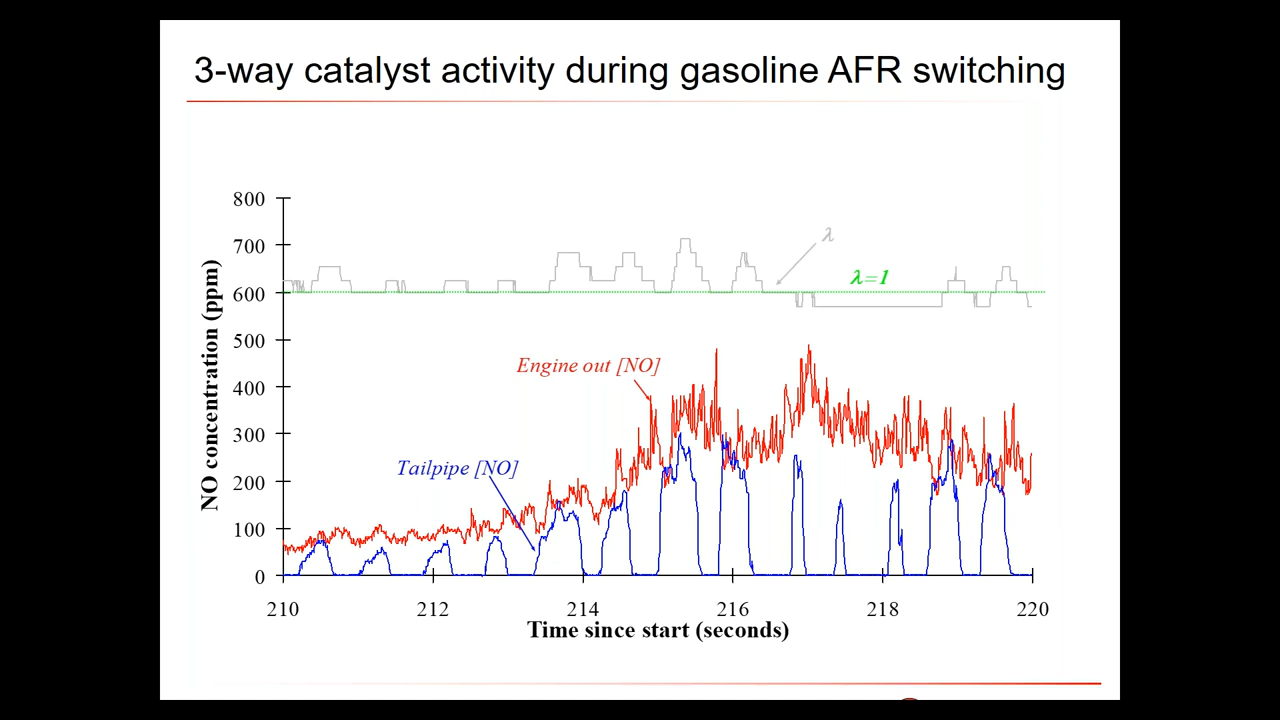 3-way catalyst activity during gasoline AFR switching
800
700
600
500
400
300
200
100
0
NO concentration (ppm)
λ
λ=1
Engine out [NO]
Tailpipe [NO]
210 212 214 216 218 220
Time since start (seconds)